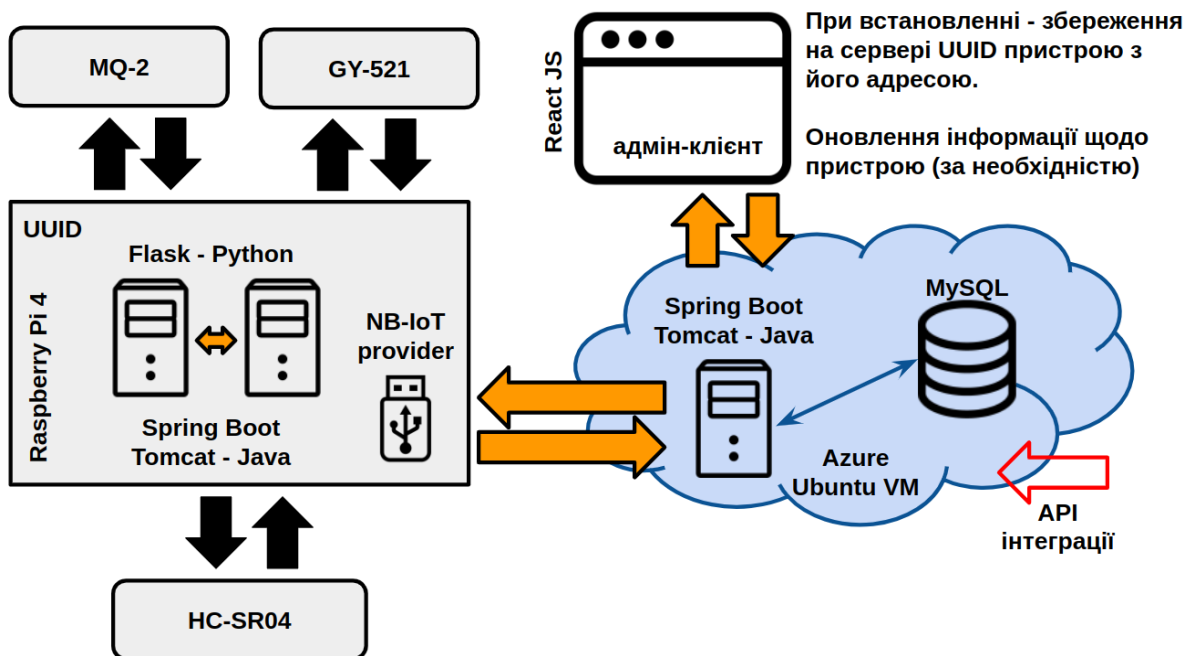 MQ-2
GY-521
UUID
Flask - Python
Raspberry Pi 4
NB-IoT
provider
Spring Boot
Tomcat - Java
HC-SR04
React JS
адмін-клієнт
При встановленні - збереження
на сервері UUID пристрою з
його адресою.
Оновлення інформації щодо
пристрою (за необхідністю)
Spring Boot
Tomcat - Java
MySQL
Azure
Ubuntu VM
API
інтеграції